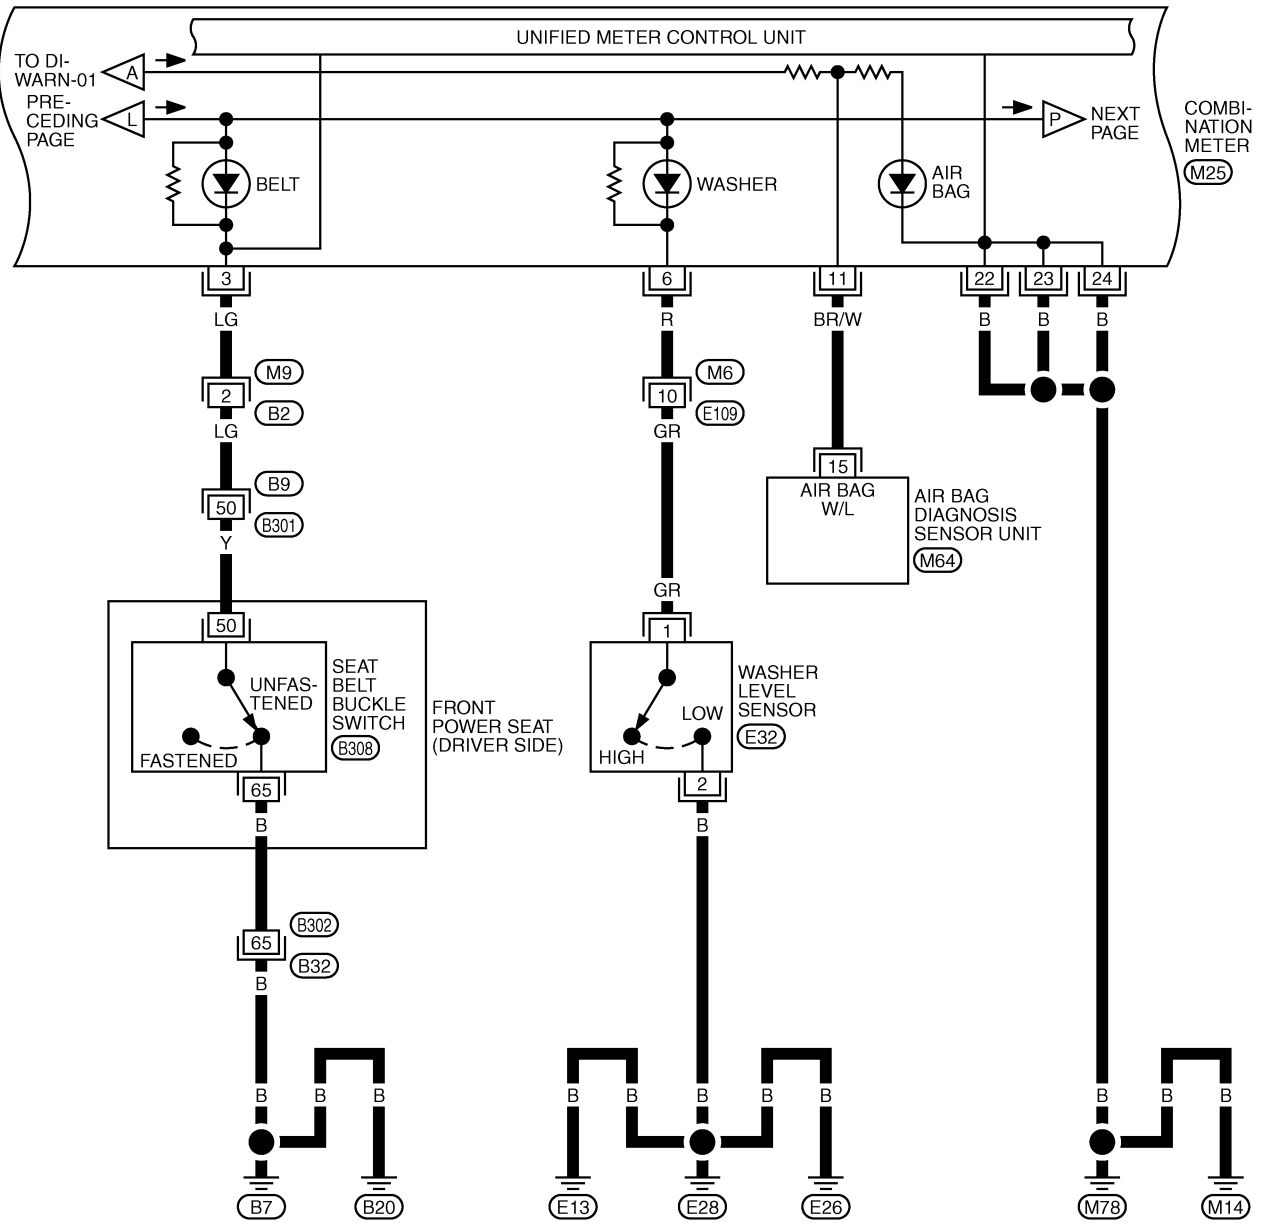 UNIFIED METER CONTROL UNIT
TO DI-
WARN-01
A
PRE-
CEDING
PAGE
L
P
NEXT
PAGE
COMBI-
NATION
METER
M25
BELT
WASHER
AIR
BAG
3
6
11
22
23
24
LG
R
BR/W
B
B
B
M9
2
B2
LG
M6
10
E109
GR
B9
50
B301
Y
15
AIR BAG
W/L
AIR BAG
DIAGNOSIS
SENSOR UNIT
M64
GR
50
UNFAS-
TENED
FASTENED
SEAT
BELT
BUCKLE
SWITCH
B308
FRONT
POWER SEAT
(DRIVER SIDE)
65
B
1
LOW
HIGH
WASHER
LEVEL
SENSOR
E32
2
B
B302
65
B32
B
B
B
B
B
B
B
B
B
B
B
B
B7
B20
E13
E28
E26
M78
M14